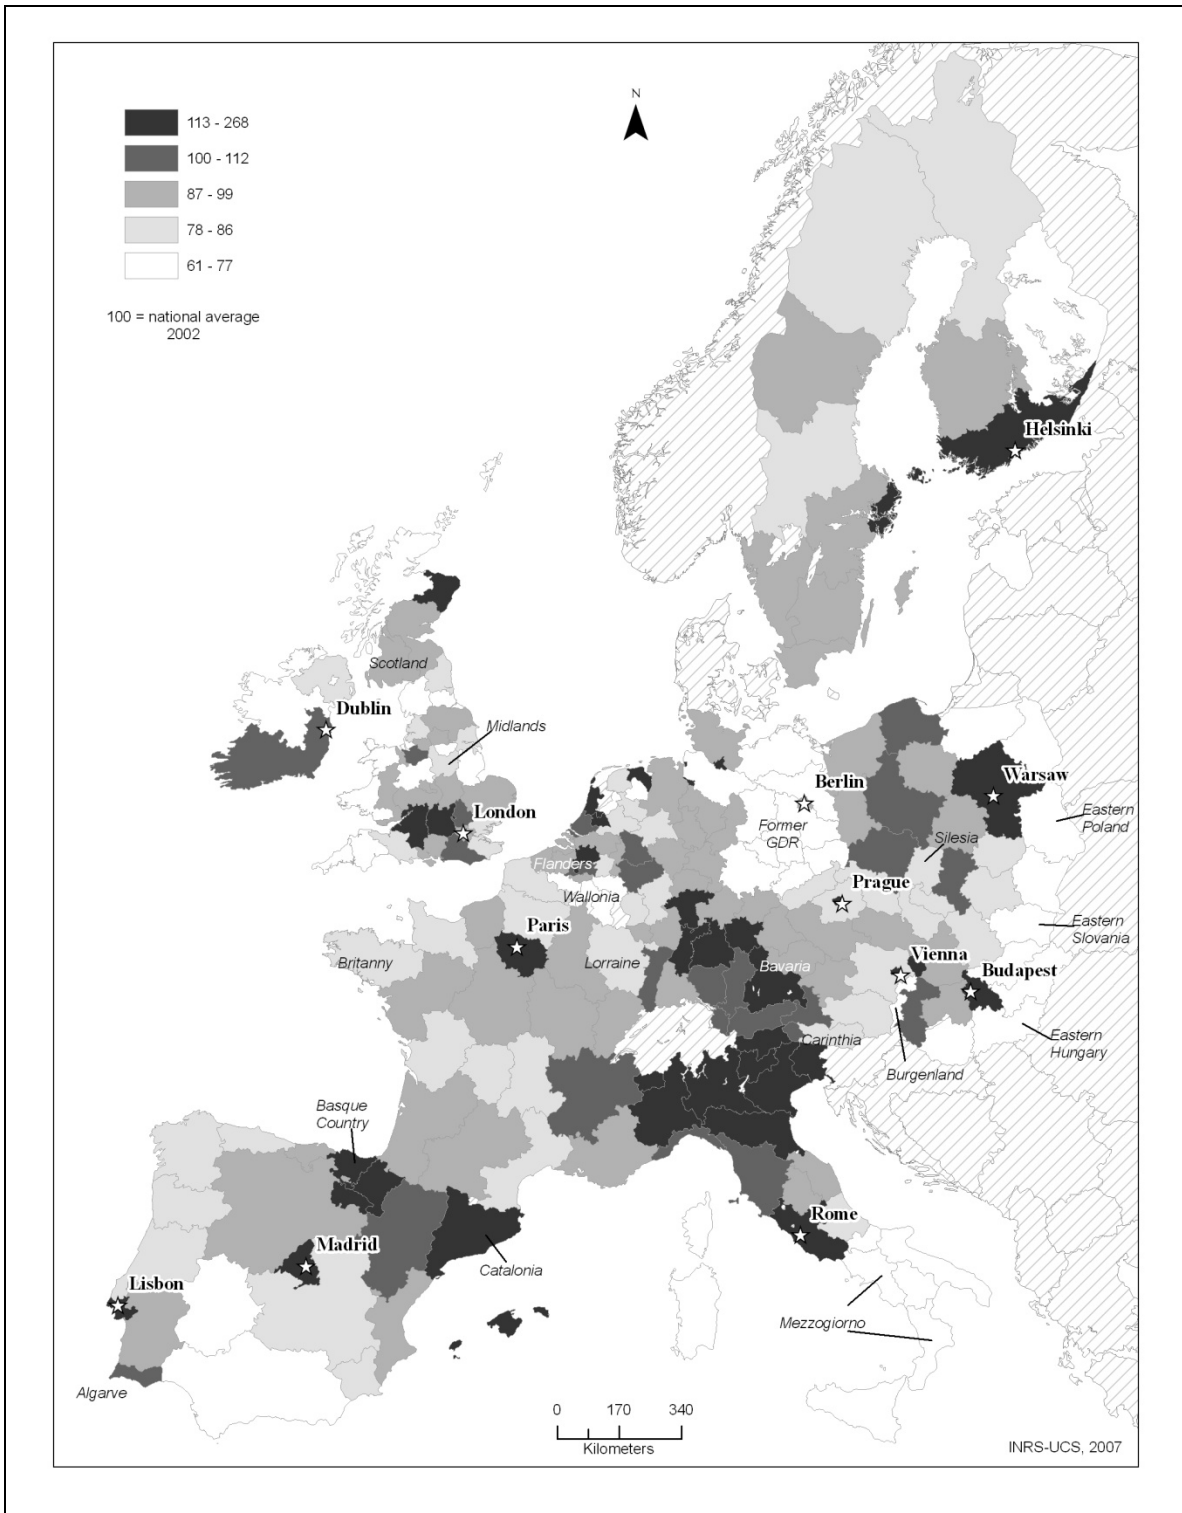 113 - 268
100 - 112
87 - 99
78 - 86
61 - 77
100 = national average
2002
N
Helsinki
Scotland
Dublin
Midlands
London
Berlin
Former
GDR
Warsaw
Eastern
Poland
Silesia
Flanders
Wallonia
Prague
Eastern
Slovania
Paris
Britanny
Lorraine
Bavaria
Vienna
Budapest
Carinthia
Burgenland
Eastern
Hungary
Basque
Country
Rome
Madrid
Catalonia
Lisbon
Mezzogiorno
Algarve
0 170 340
Kilometers
INRS-UCS, 2007